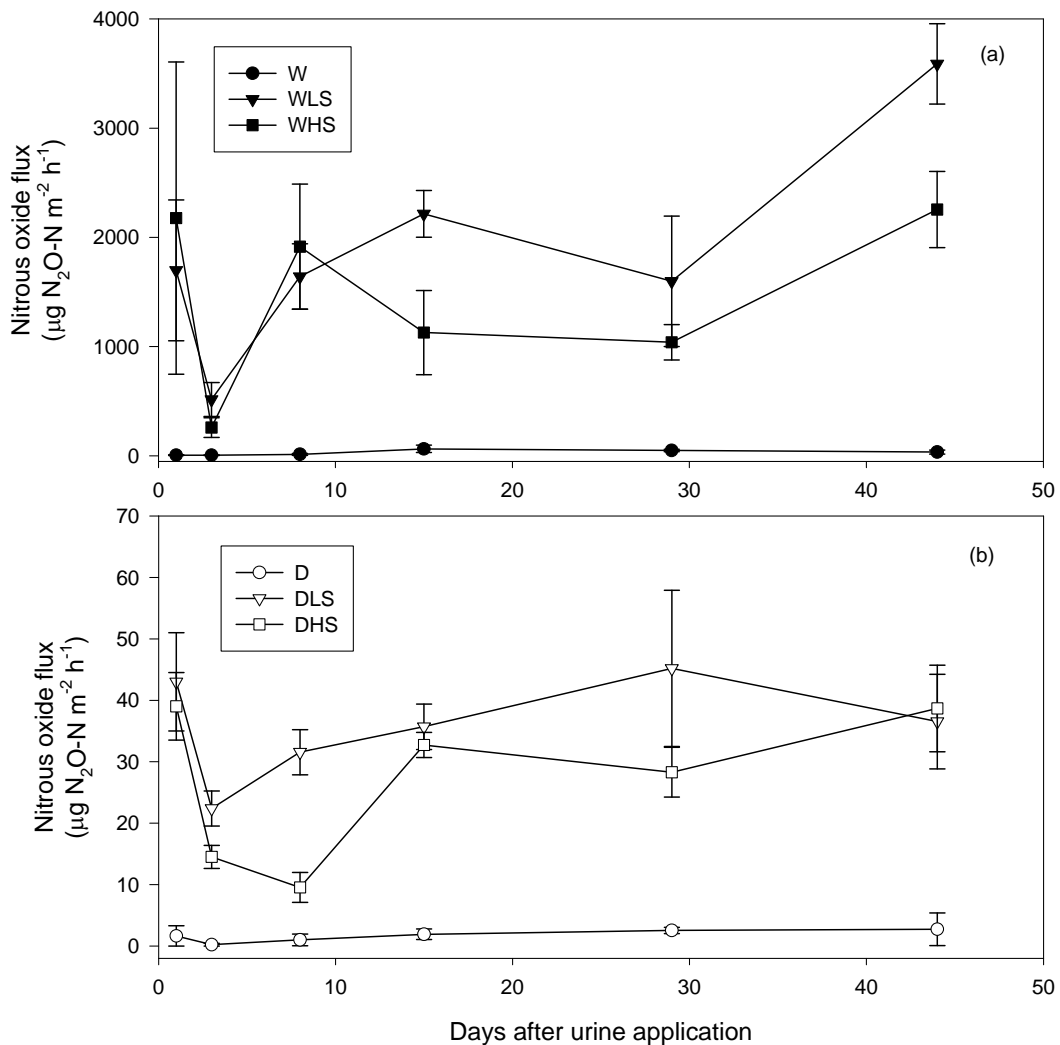 4000
3000
2000
1000
0
Nitrous oxide flux
(μg N₂O-N m⁻² h⁻¹)
(a)
W
WLS
WHS
0 10 20 30 40 50
70
60
50
40
30
20
10
0
Nitrous oxide flux
(μg N₂O-N m⁻² h⁻¹)
(b)
D
DLS
DHS
0 10 20 30 40 50
Days after urine application